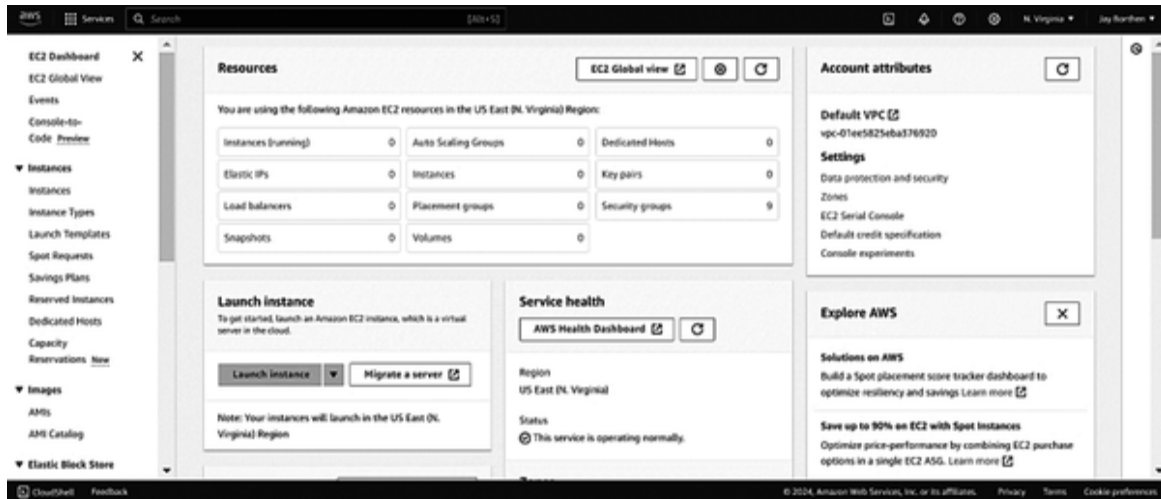 aws
Services
Search
[Alt+S]
N. Virginia
Jay Borthen
EC2 Dashboard
EC2 Global View
Events
Console-to-
Code Preview
Instances
Instances
Instance Types
Launch Templates
Spot Requests
Savings Plans
Reserved Instances
Dedicated Hosts
Capacity
Reservations New
Images
AMIs
AMI Catalog
Elastic Block Store
Resources
EC2 Global view
You are using the following Amazon EC2 resources in the US East (N. Virginia) Region:
Instances (running) 0 Auto Scaling Groups 0 Dedicated Hosts 0
Elastic IPs 0 Instances 0 Key pairs 0
Load balancers 0 Placement groups 0 Security groups 9
Snapshots 0 Volumes 0
Launch instance
To get started, launch an Amazon EC2 instance, which is a virtual
server in the cloud.
Launch instance Migrate a server
Note: Your instances will launch in the US East (N.
Virginia) Region
Service health
AWS Health Dashboard
Region
US East (N. Virginia)
Status
This service is operating normally.
Account attributes
Default VPC
vpc-01ee5825eba376920
Settings
Data protection and security
Zones
EC2 Serial Console
Default credit specification
Console experiments
Explore AWS
Solutions on AWS
Build a Spot placement score tracker dashboard to
optimize resiliency and savings Learn more
Save up to 90% on EC2 with Spot Instances
Optimize price-performance by combining EC2 purchase
options in a single EC2 ASG. Learn more
CloudShell Feedback
© 2024, Amazon Web Services, Inc. or its affiliates. Privacy Terms Cookie preferences